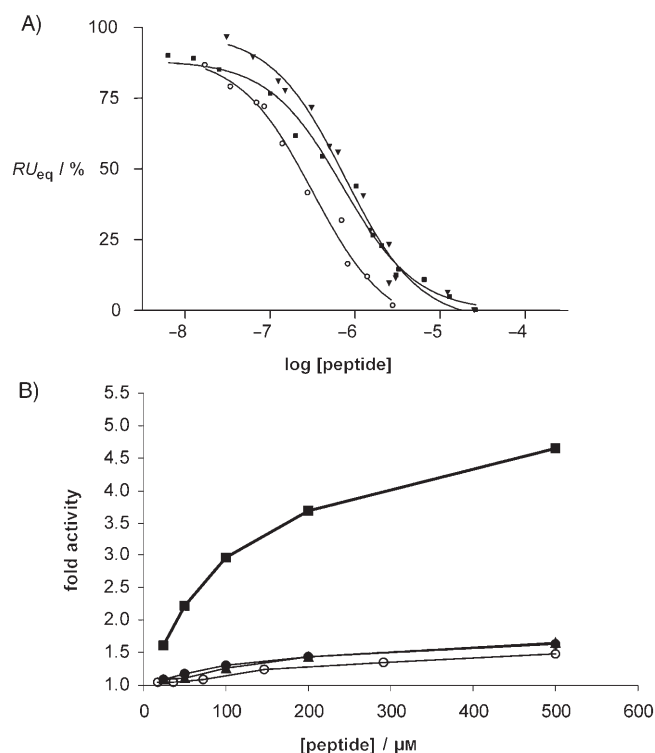 A)
100
75
RUeq / %
50
25
0
–8 –7 –6 –5 –4
log [peptide]
B)
5.5
5.0
4.5
4.0
fold activity
3.5
3.0
2.5
2.0
1.5
1.0
0 100 200 300 400 500 600
[peptide] / μM